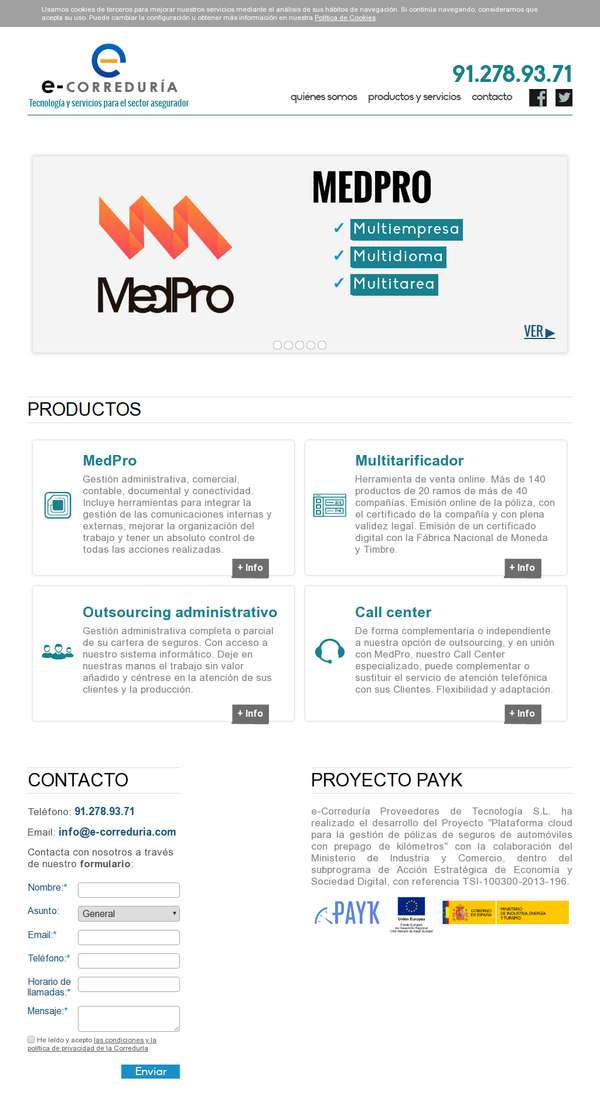 Usamos cookies de terceros para mejorar nuestros servicios mediante el análisis de sus hábitos de navegación. Si continúa navegando, consideramos que
acepta su uso. Puede cambiar la configuración u obtener más información en nuestra Política de Cookies
e-CORREDURÍA
Tecnología y servicios para el sector asegurador
91.278.93.71
quiénes somos productos y servicios contacto
MEDPRO
✓ Multiempresa
✓ Multidioma
✓ Multitarea
MedPro
VER ▶
PRODUCTOS
MedPro
Gestión administrativa, comercial,
contable, documental y conectividad.
Incluye herramientas para integrar la
gestión de las comunicaciones internas y
externas, mejorar la organización del
trabajo y tener un absoluto control de
todas las acciones realizadas.
+ Info
Multitarificador
Herramienta de venta online. Más de 140
productos de 20 ramos de más de 40
compañías. Emisión online de la póliza, con
el certificado de la compañía y con plena
validez legal. Emisión de un certificado
digital con la Fábrica Nacional de Moneda
y Timbre.
+ Info
Outsourcing administrativo
Gestión administrativa completa o parcial
de su cartera de seguros. Con acceso a
nuestro sistema informático. Deje en
nuestras manos el trabajo sin valor
añadido y céntrese en la atención de sus
clientes y la producción.
+ Info
Call center
De forma complementaria o independiente
a nuestra opción de outsourcing, y en unión
con MedPro, nuestro Call Center
especializado, puede complementar o
sustituir el servicio de atención telefónica
con sus Clientes. Flexibilidad y adaptación.
+ Info
CONTACTO
Teléfono: 91.278.93.71
Email: info@e-correduria.com
Contacta con nosotros a través
de nuestro formulario:
Nombre:*
Asunto: General
Email:*
Teléfono:*
Horario de
llamadas:*
Mensaje:*
He leído y acepto las condiciones y la
política de privacidad de la Correduría
Enviar
PROYECTO PAYK
e-Correduría Proveedores de Tecnología S.L. ha
realizado el desarrollo del Proyecto "Plataforma cloud
para la gestión de pólizas de seguros de automóviles
con prepago de kilómetros" con la colaboración del
Ministerio de Industria y Comercio, dentro del
subprograma de Acción Estratégica de Economía y
Sociedad Digital, con referencia TSI-100300-2013-196.
PAYK
Unión Europea
GOBIERNO
DE ESPAÑA
MINISTERIO
DE INDUSTRIA, ENERGÍA
Y TURISMO